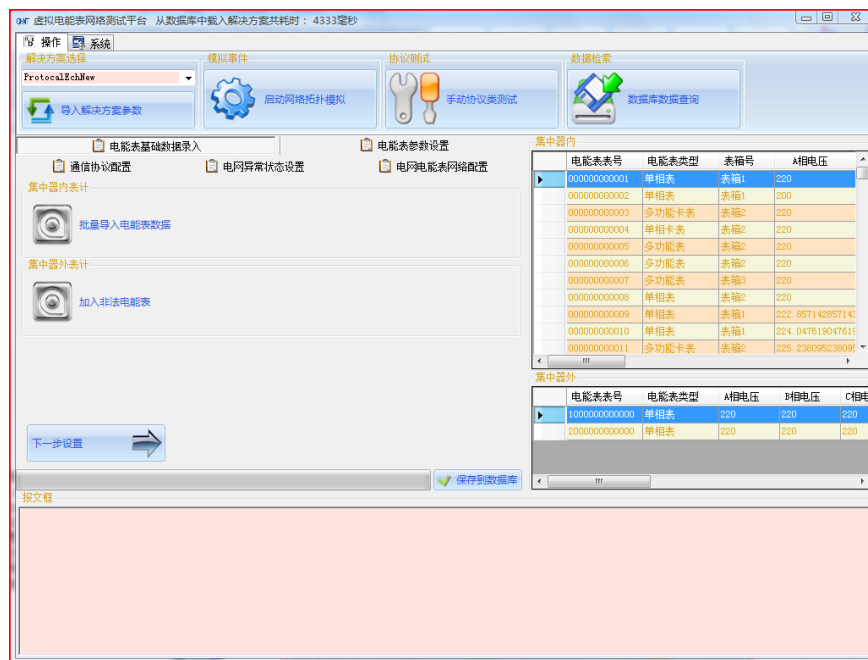 CHNT 虚拟电能表网络测试平台 从数据库中载入解决方案共耗时： 4333毫秒
操作 系统
解决方案选择 模拟事件 协议测试 数据检索
ProtocalEchNew
导入解决方案参数 启动网络拓扑模拟 手动协议类测试 数据库数据查询
电能表基础数据录入 电能表参数设置
通信协议配置 电网异常状态设置 电网电能表网络配置
集中器内表计
批量导入电能表数据
集中器外表计
加入非法电能表
下一步设置
保存到数据库
集中器内
电能表表号 电能表类型 表箱号 A相电压
000000000001 单相表 表箱1 220
000000000002 单相表 表箱1 200
000000000003 多功能卡表 表箱2 220
000000000004 单相卡表 表箱2 220
000000000005 多功能表 表箱2 220
000000000006 多功能表 表箱2 220
000000000007 多功能表 表箱3 220
000000000008 单相表 表箱2 220
000000000009 单相表 表箱1 222.85714285714
000000000010 单相表 表箱1 224.047619047619
000000000011 多功能卡表 表箱2 225.238095238095
集中器外
电能表表号 电能表类型 A相电压 B相电压 C相电
1000000000000 单相表 220 220 220
2000000000000 单相表 220 220 220
报文框